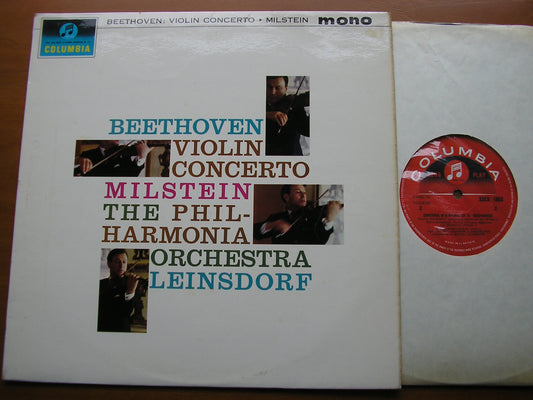 BEETHOVEN: VIOLIN CONCERTO • MILSTEIN mono
COLUMBIA
BEETHOVEN
VIOLIN
CONCERTO
MILSTEIN
THE PHIL-
HARMONIA
ORCHESTRA
LEINSDORF
COLUMBIA